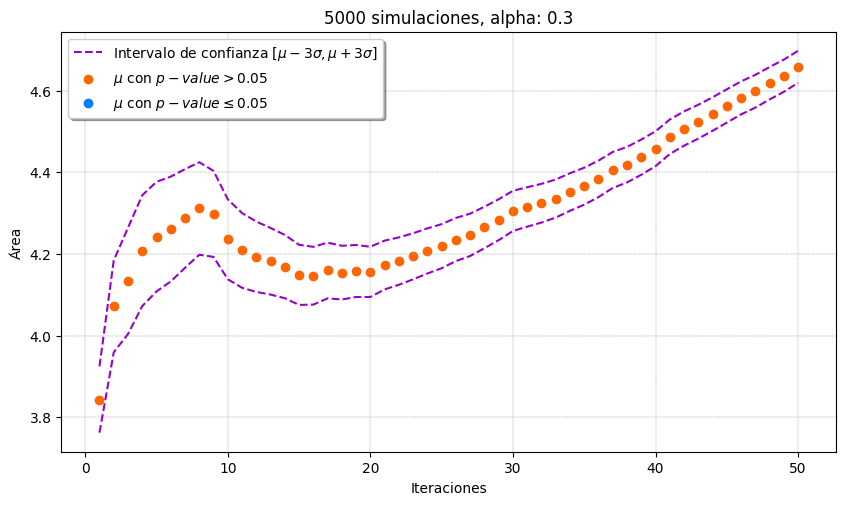 5000 simulaciones, alpha: 0.3
Intervalo de confianza [μ − 3σ, μ + 3σ]
μ con p − value > 0.05
μ con p − value ≤ 0.05
Área
4.6
4.4
4.2
4.0
3.8
0 10 20 30 40 50
Iteraciones